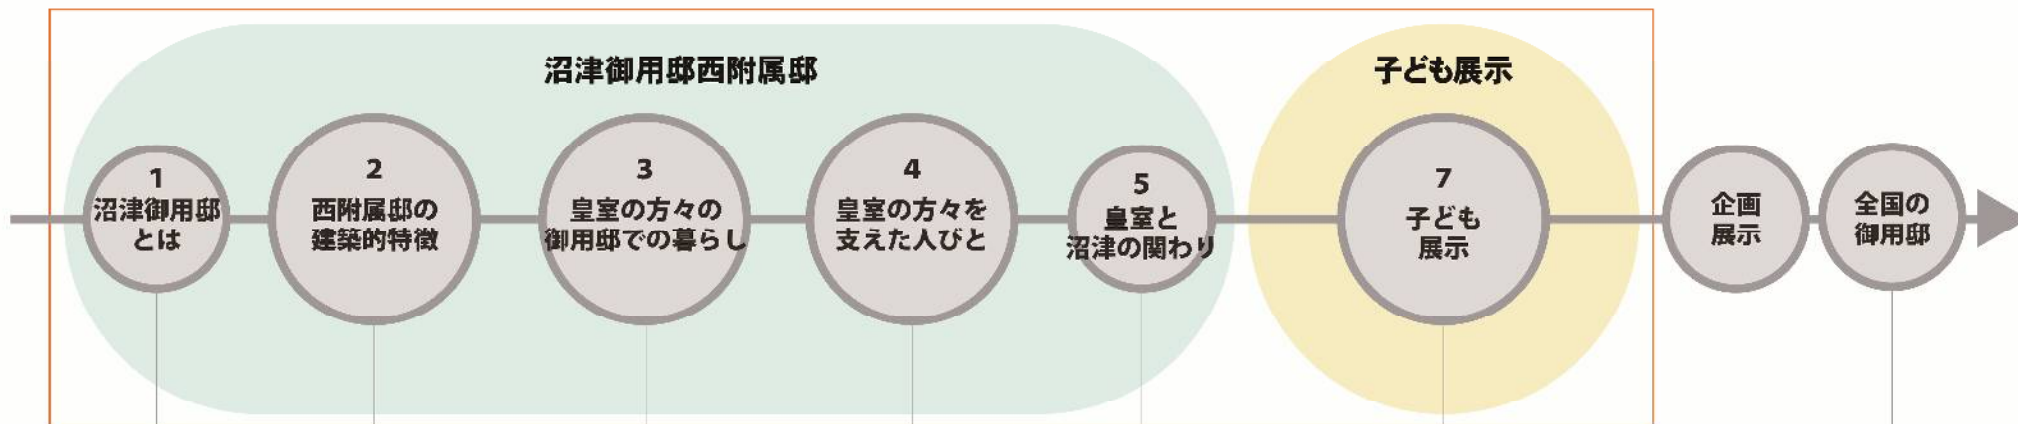 沼津御用邸西附属邸
子ども展示
1
沼津御用邸
とは
2
西附属邸の
建築的特徴
3
皇室の方々の
御用邸での暮らし
4
皇室の方々を
支えた人びと
5
皇室と
沼津の関わり
7
子ども
展示
企画
展示
全国の
御用邸